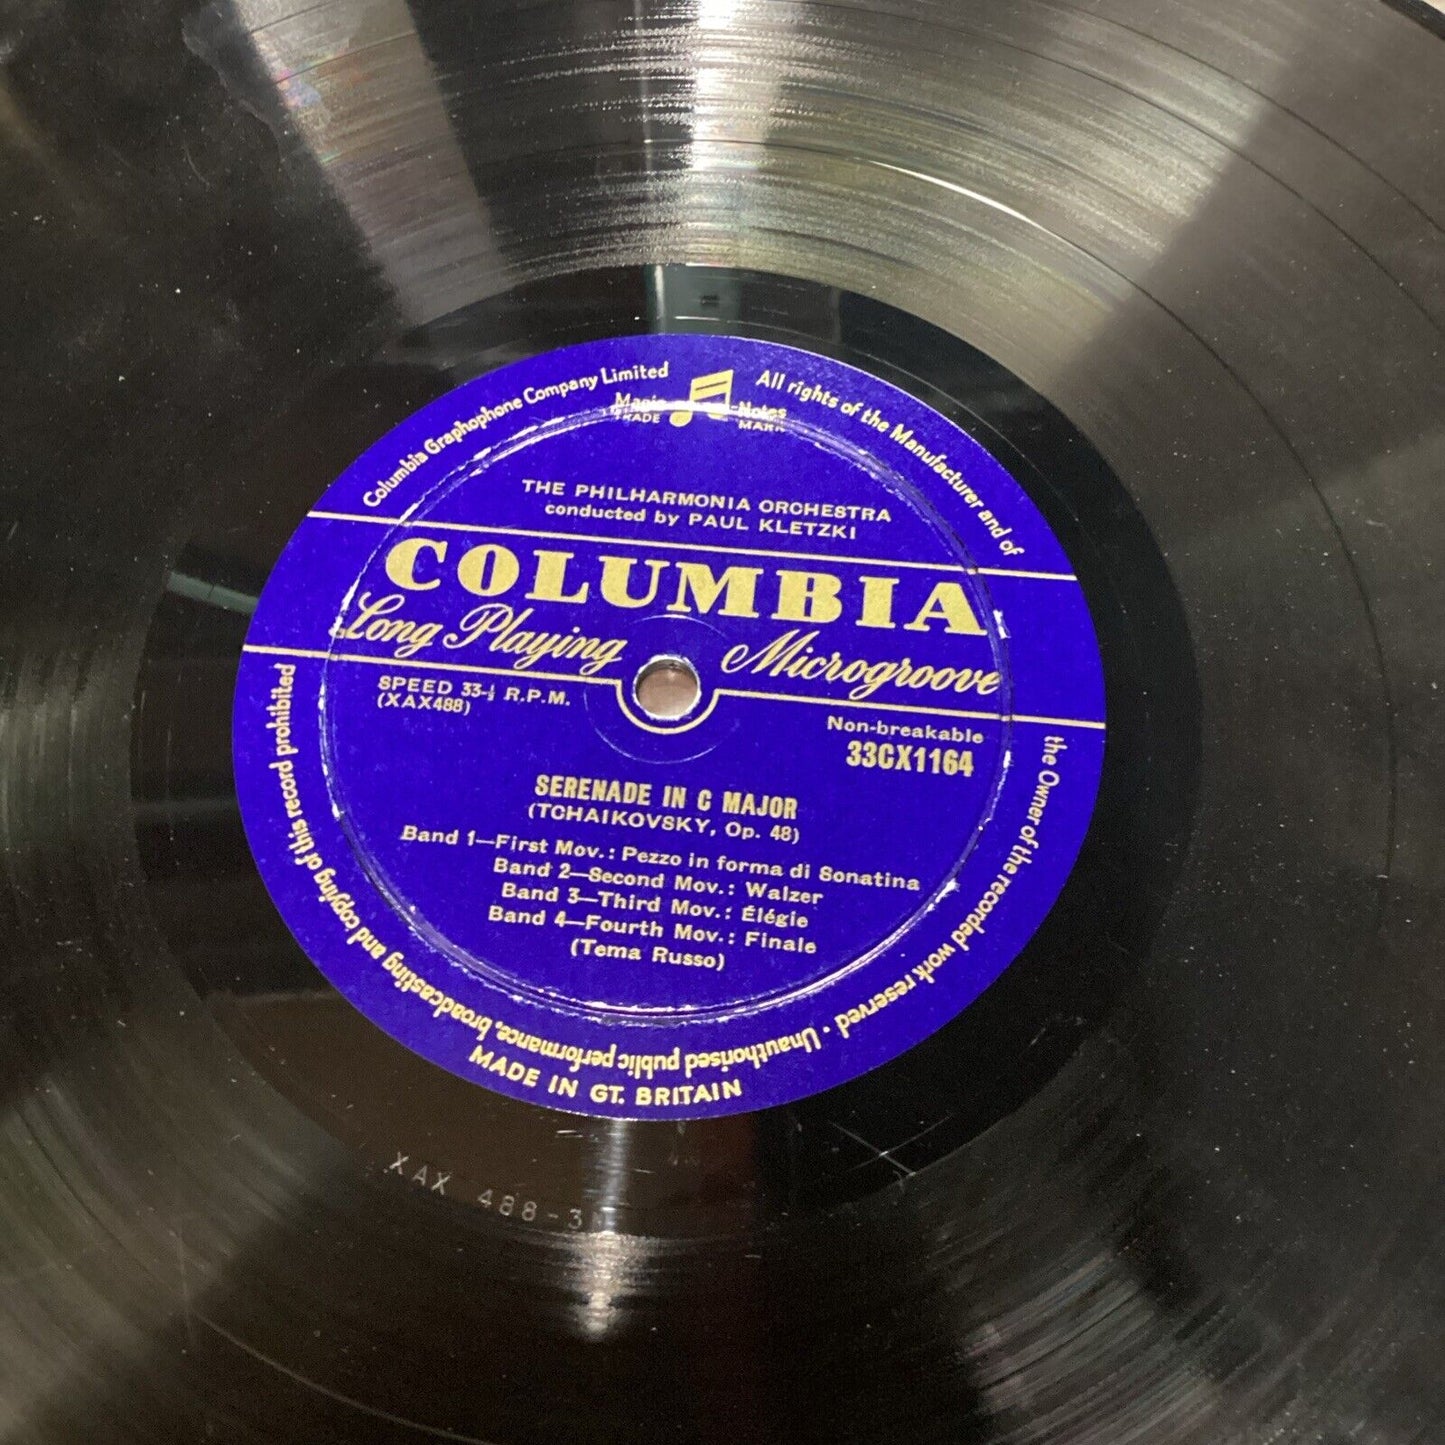 Columbia Graphophone Company Limited
Magic Notes
TRADE MARK
All rights of the Manufacturer and of
the Owner of the recorded work reserved · Unauthorised public performance, broadcasting and copying of this record prohibited
THE PHILHARMONIA ORCHESTRA
conducted by PAUL KLETZKI
COLUMBIA
Long Playing Microgroove
SPEED 33-⅓ R.P.M.
(XAX488)
Non-breakable
33CX1164
SERENADE IN C MAJOR
(TCHAIKOVSKY, Op. 48)
Band 1—First Mov.: Pezzo in forma di Sonatina
Band 2—Second Mov.: Walzer
Band 3—Third Mov.: Élégie
Band 4—Fourth Mov.: Finale
(Tema Russo)
MADE IN GT. BRITAIN
XAX 488-3